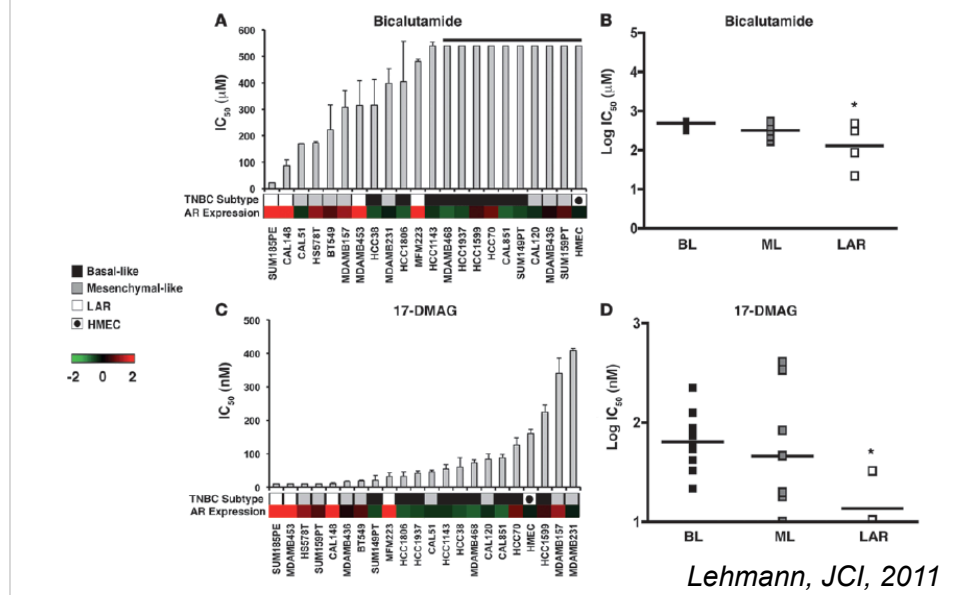 A
Bicalutamide
600
500
400
300
200
100
0
IC50 (µM)
TNBC Subtype
AR Expression
SUM185PE
CAL148
CAL51
HS578T
BT549
MDAMB157
MDAMB453
HCC38
MDAMB231
HCC1806
MFM223
HCC1143
MDAMB468
HCC1937
HCC1599
HCC70
CAL851
SUM149PT
CAL120
MDAMB436
SUM159PT
HMEC
B
Bicalutamide
5
4
3
2
1
0
Log IC50 (µM)
*
BL
ML
LAR
Basal-like
Mesenchymal-like
LAR
HMEC
-2 0 2
C
17-DMAG
500
400
300
200
100
0
IC50 (nM)
TNBC Subtype
AR Expression
SUM185PE
MDAMB453
HS578T
SUM159PT
CAL148
MDAMB436
BT549
SUM149PT
MFM223
HCC1806
HCC1937
CAL51
HCC1143
HCC38
MDAMB468
CAL120
CAL851
HCC70
HMEC
HCC1599
MDAMB157
MDAMB231
D
17-DMAG
3
2
1
Log IC50 (nM)
*
BL
ML
LAR
Lehmann, JCI, 2011